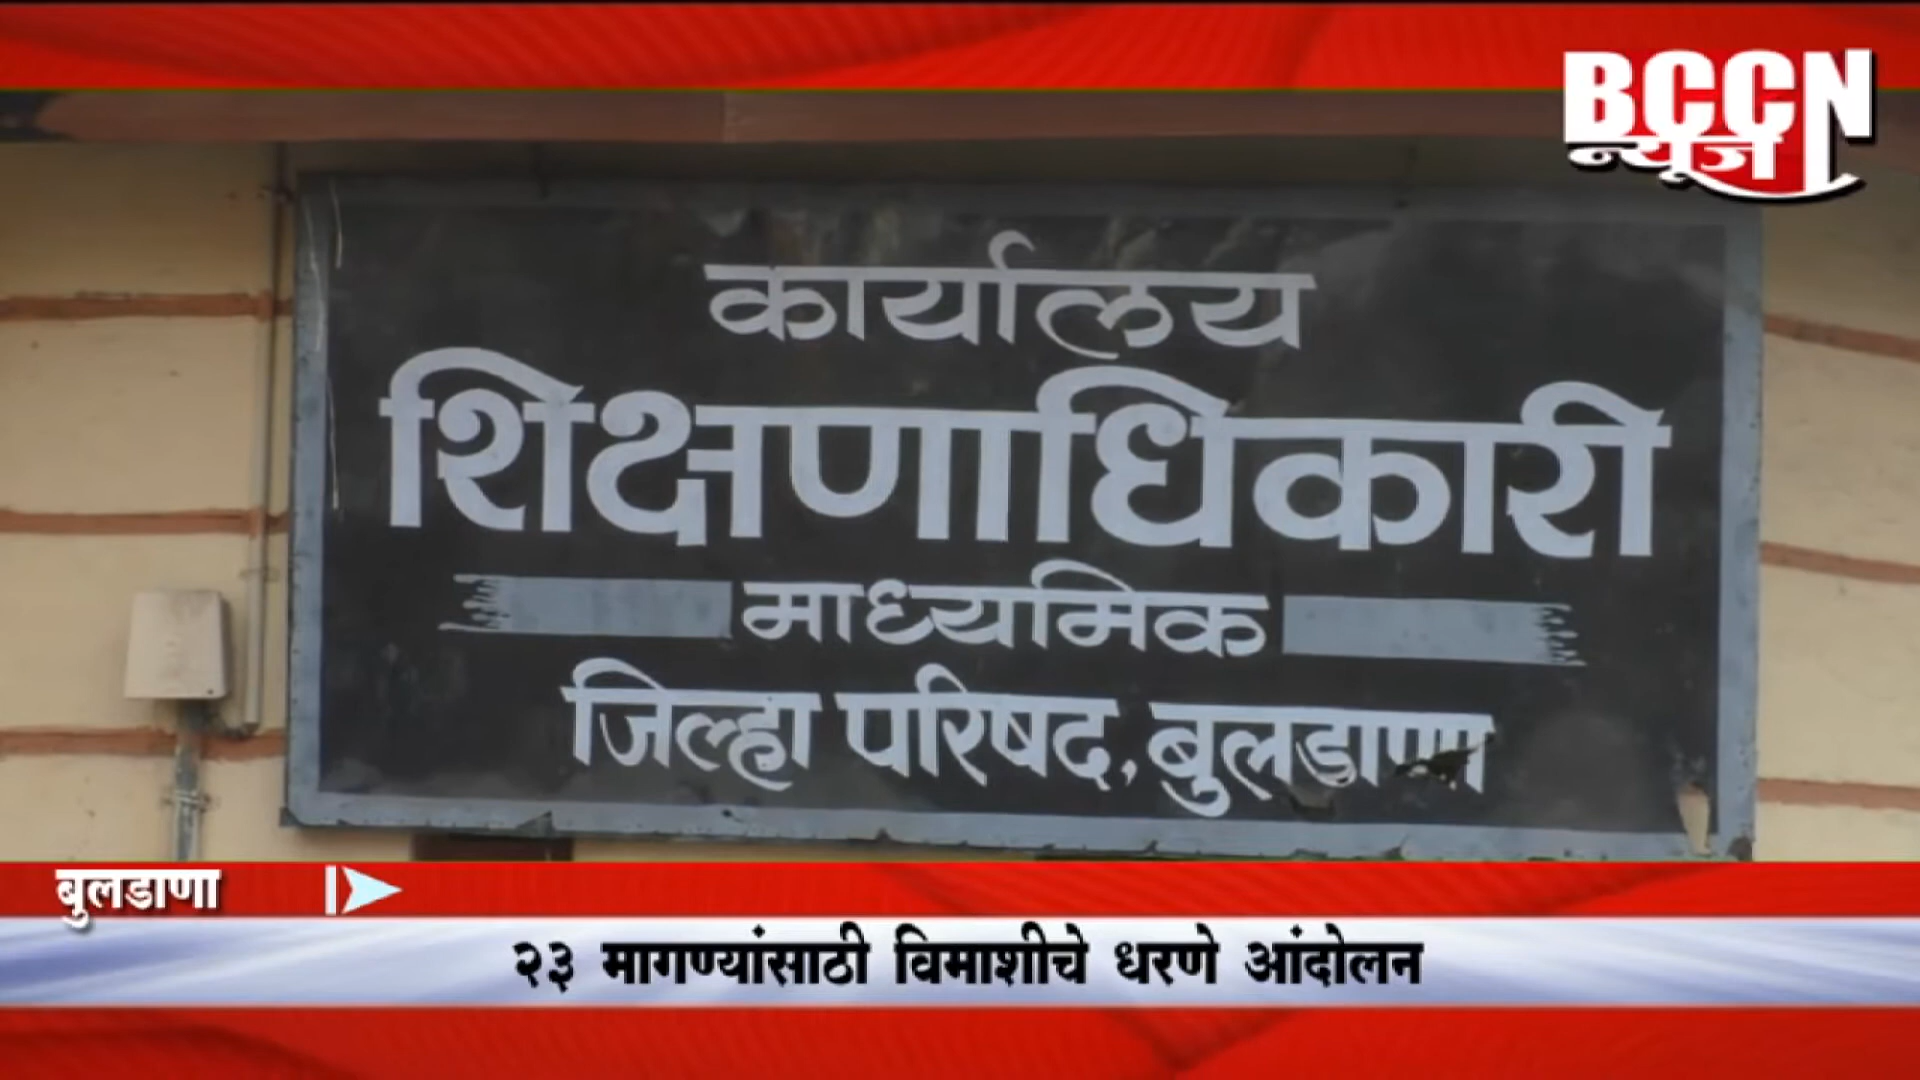 BCCN
न्यूज
कार्यालय
शिक्षणाधिकारी
माध्यमिक
जिल्हा परिषद, बुलडाणा
बुलडाणा
२३ मागण्यांसाठी विमाशीचे धरणे आंदोलन